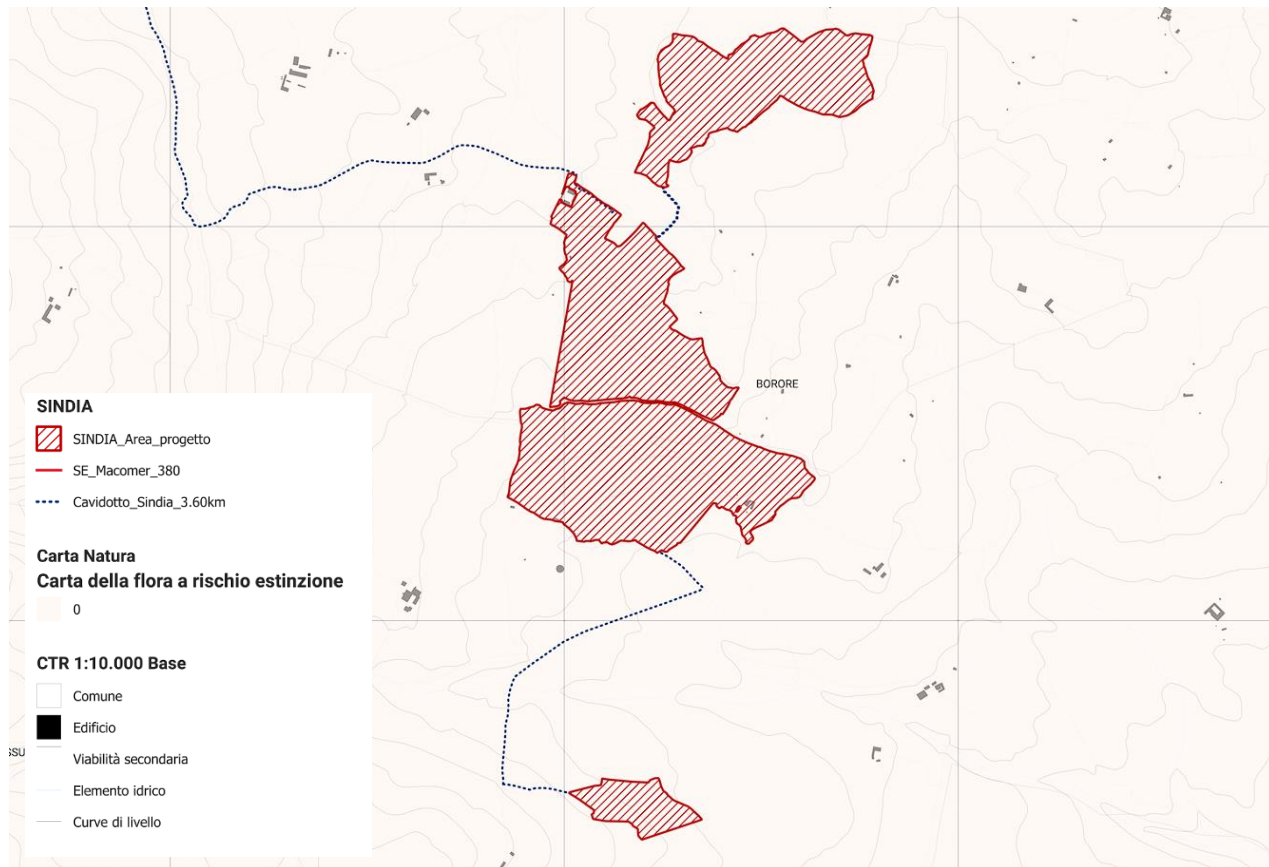 BORORE
SINDIA
SINDIA_Area_progetto
SE_Macomer_380
Cavidotto_Sindia_3.60km
Carta Natura
Carta della flora a rischio estinzione
0
CTR 1:10.000 Base
Comune
Edificio
Viabilità secondaria
Elemento idrico
Curve di livello